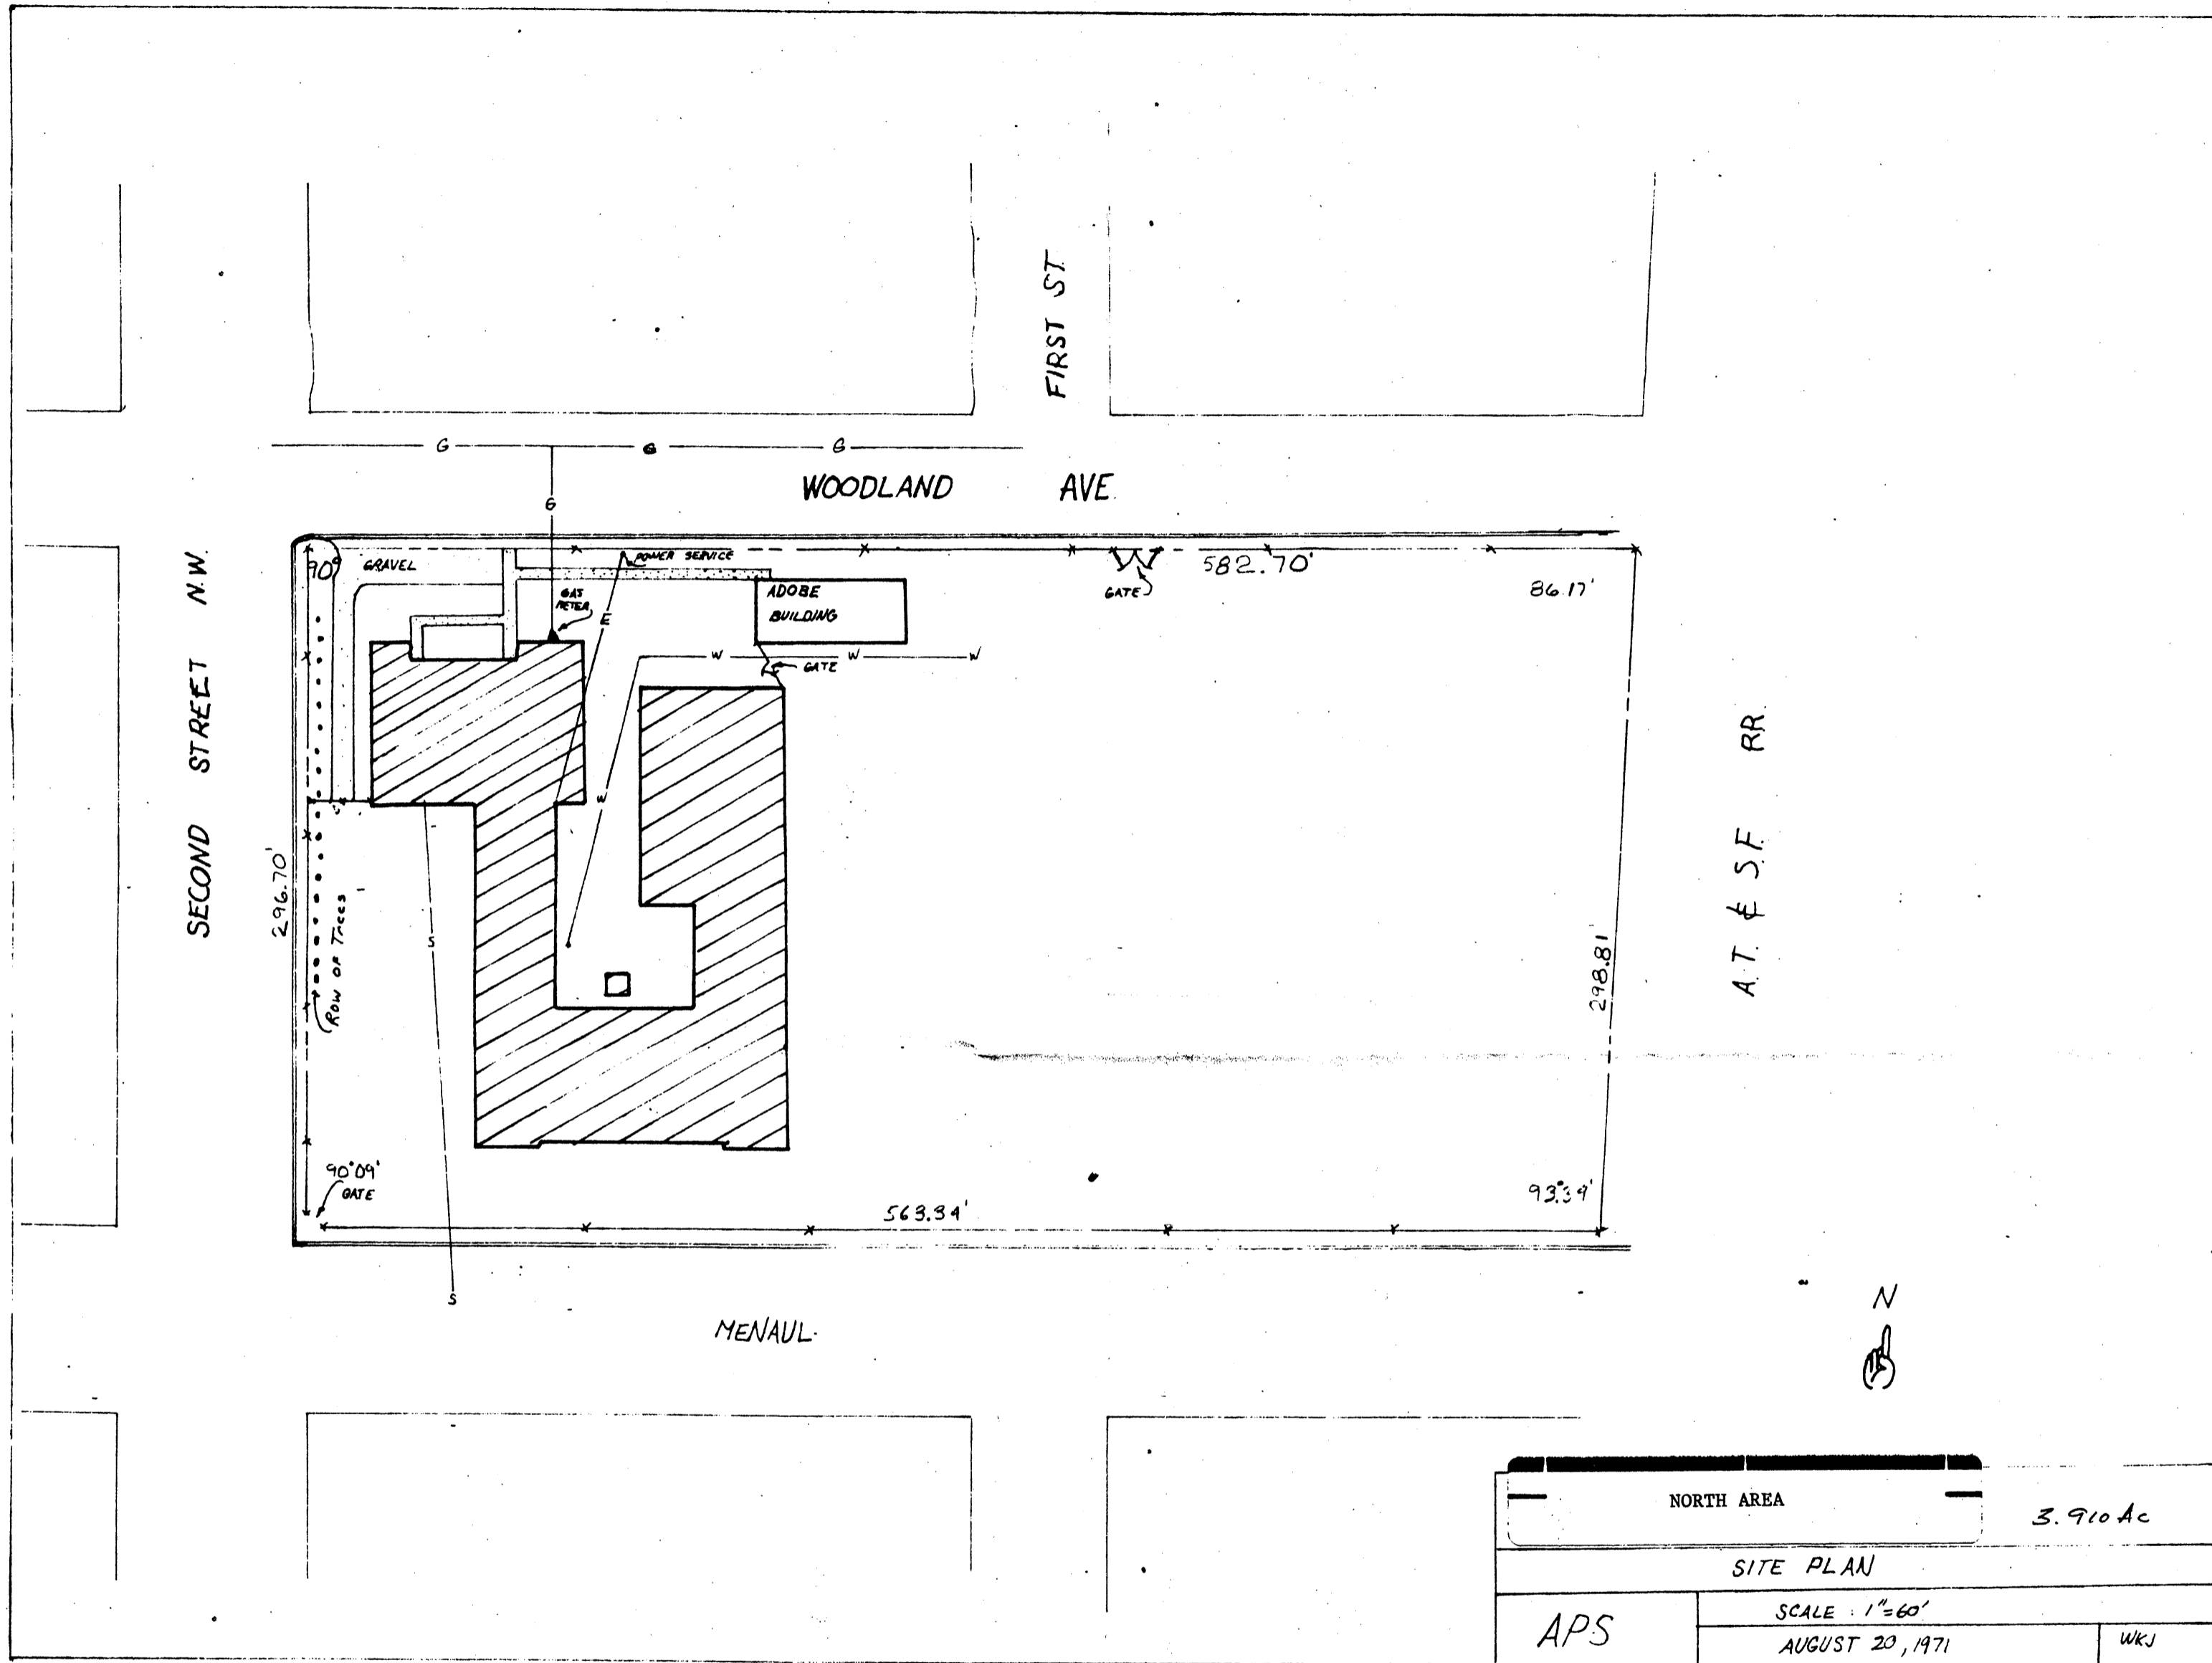 FIRST ST.
G G G
WOODLAND AVE.
G
POWER SERVICE
582.70'
90°
GRAVEL
GATE
86.17'
GAS
METER
E
ADOBE
BUILDING
W W W
GATE
SECOND STREET N.W.
A.T. & S.F. RR.
W
296.70'
ROW OF Trees
S
298.81'
90°09'
GATE
563.34'
S
MENAUL.
N
NORTH AREA
3.910 Ac
SITE PLAN
APS
SCALE : 1"=60'
AUGUST 20, 1971
WKJ